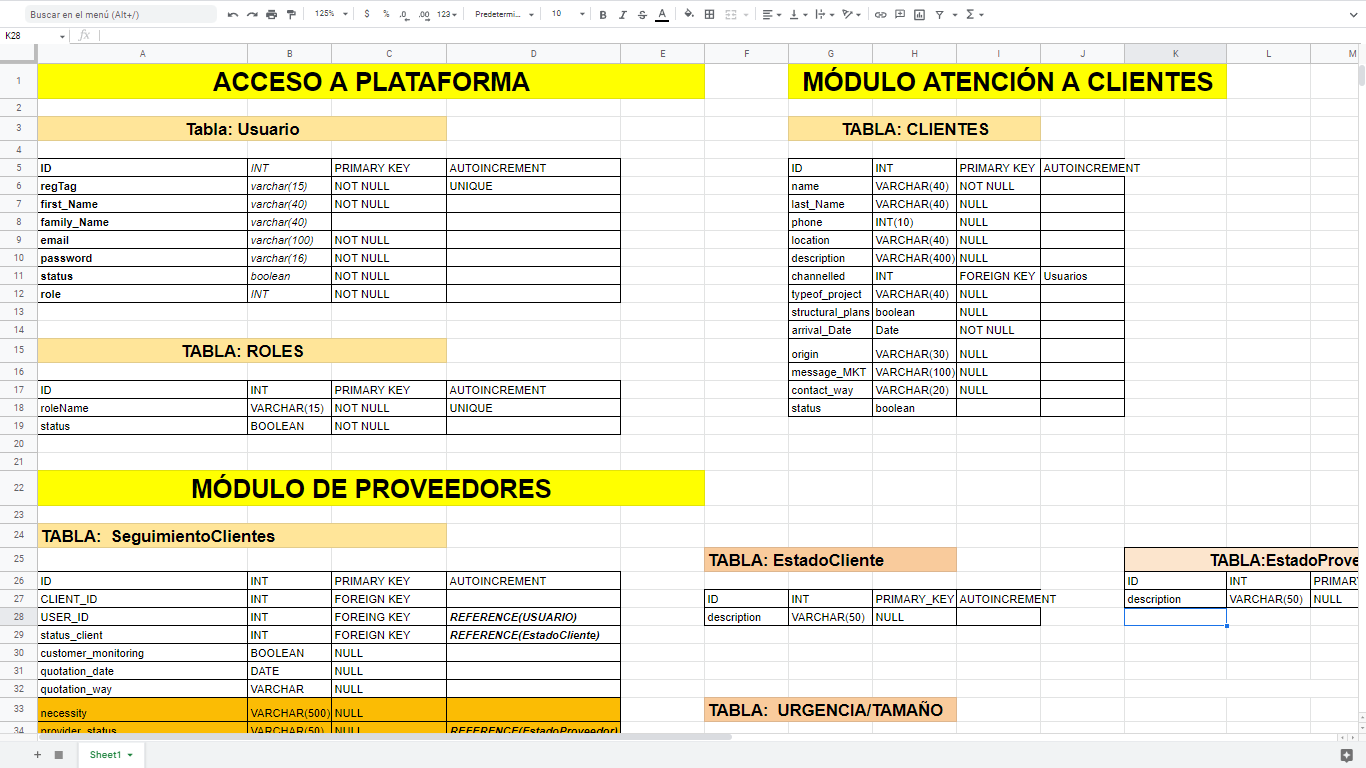 Buscar en el menú (Alt+/)
125% $ % .0 .00 123 Predetermi... 10 B I S A
K28 fx
A B C D E F G H I J K L M
1 ACCESO A PLATAFORMA MÓDULO ATENCIÓN A CLIENTES
2
3 Tabla: Usuario TABLA: CLIENTES
4
5 ID INT PRIMARY KEY AUTOINCREMENT ID INT PRIMARY KEY AUTOINCREMENT
6 regTag varchar(15) NOT NULL UNIQUE name VARCHAR(40) NOT NULL
7 first_Name varchar(40) NOT NULL last_Name VARCHAR(40) NULL
8 family_Name varchar(40) phone INT(10) NULL
9 email varchar(100) NOT NULL location VARCHAR(40) NULL
10 password varchar(16) NOT NULL description VARCHAR(400) NULL
11 status boolean NOT NULL channelled INT FOREIGN KEY Usuarios
12 role INT NOT NULL typeof_project VARCHAR(40) NULL
13 structural_plans boolean NULL
14 arrival_Date Date NOT NULL
15 TABLA: ROLES origin VARCHAR(30) NULL
16 message_MKT VARCHAR(100) NULL
17 ID INT PRIMARY KEY AUTOINCREMENT contact_way VARCHAR(20) NULL
18 roleName VARCHAR(15) NOT NULL UNIQUE status boolean
19 status BOOLEAN NOT NULL
20
21
22 MÓDULO DE PROVEEDORES
23
24 TABLA: SeguimientoClientes
25 TABLA: EstadoCliente TABLA:EstadoProve
26 ID INT PRIMARY KEY AUTOINCREMENT ID INT PRIMAR
27 CLIENT_ID INT FOREIGN KEY ID INT PRIMARY_KEY AUTOINCREMENT description VARCHAR(50) NULL
28 USER_ID INT FOREING KEY REFERENCE(USUARIO) description VARCHAR(50) NULL
29 status_client INT FOREIGN KEY REFERENCE(EstadoCliente)
30 customer_monitoring BOOLEAN NULL
31 quotation_date DATE NULL
32 quotation_way VARCHAR NULL
33 necessity VARCHAR(500) NULL TABLA: URGENCIA/TAMAÑO
34 provider_status VARCHAR(50) NULL REFERENCE(EstadoProveedor)
Sheet1